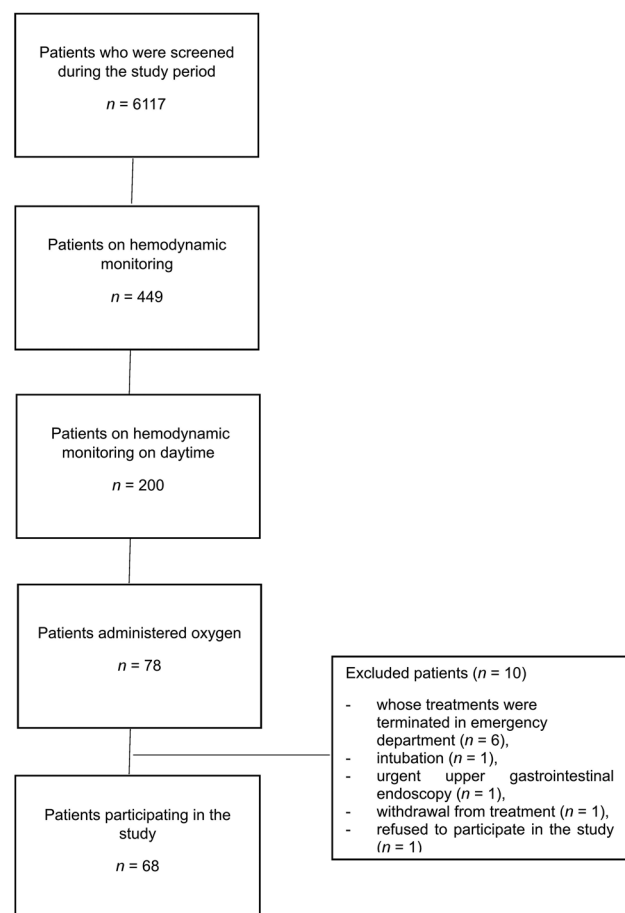 Patients who were screened
during the study period
n = 6117
Patients on hemodynamic
monitoring
n = 449
Patients on hemodynamic
monitoring on daytime
n = 200
Patients administered oxygen
n = 78
Excluded patients (n = 10)
- whose treatments were
terminated in emergency
department (n = 6),
- intubation (n = 1),
- urgent upper gastrointestinal
endoscopy (n = 1),
- withdrawal from treatment (n = 1),
- refused to participate in the study
(n = 1)
Patients participating in the
study
n = 68